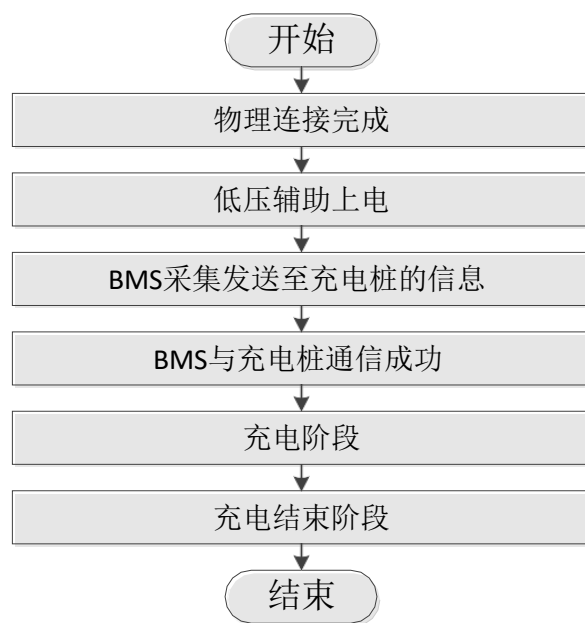 开始
物理连接完成
低压辅助上电
BMS采集发送至充电桩的信息
BMS与充电桩通信成功
充电阶段
充电结束阶段
结束